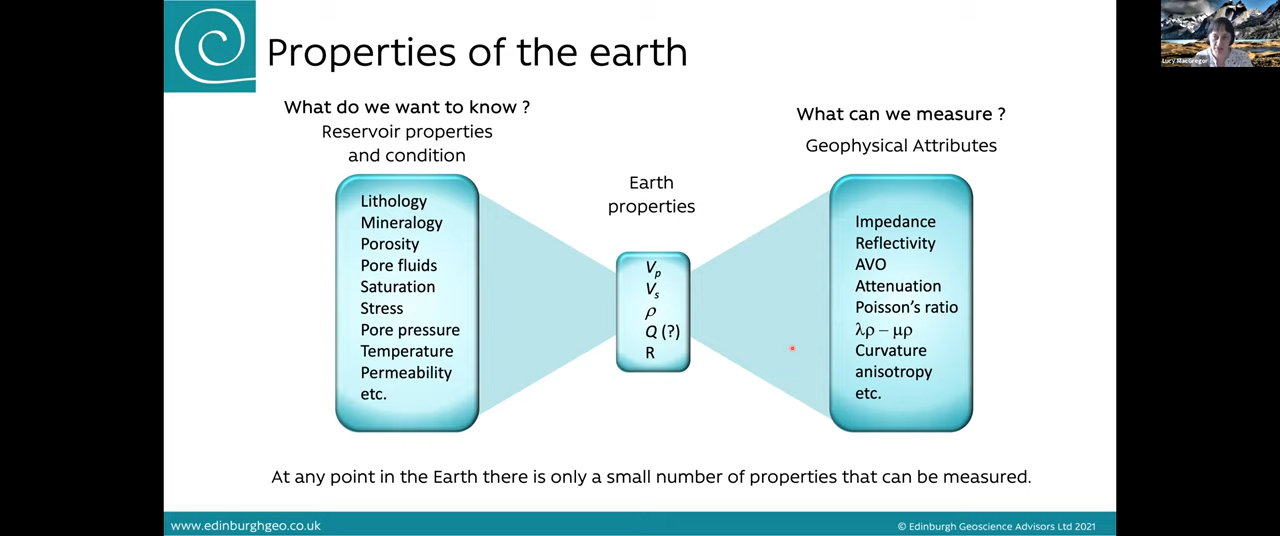 Properties of the earth
What do we want to know ?
Reservoir properties
and condition
Lithology
Mineralogy
Porosity
Pore fluids
Saturation
Stress
Pore pressure
Temperature
Permeability
etc.
Earth
properties
Vp
Vs
ρ
Q (?)
R
What can we measure ?
Geophysical Attributes
Impedance
Reflectivity
AVO
Attenuation
Poisson's ratio
λρ – μρ
Curvature
anisotropy
etc.
At any point in the Earth there is only a small number of properties that can be measured.
www.edinburghgeo.co.uk
© Edinburgh Geoscience Advisors Ltd 2021
Lucy MacGregor